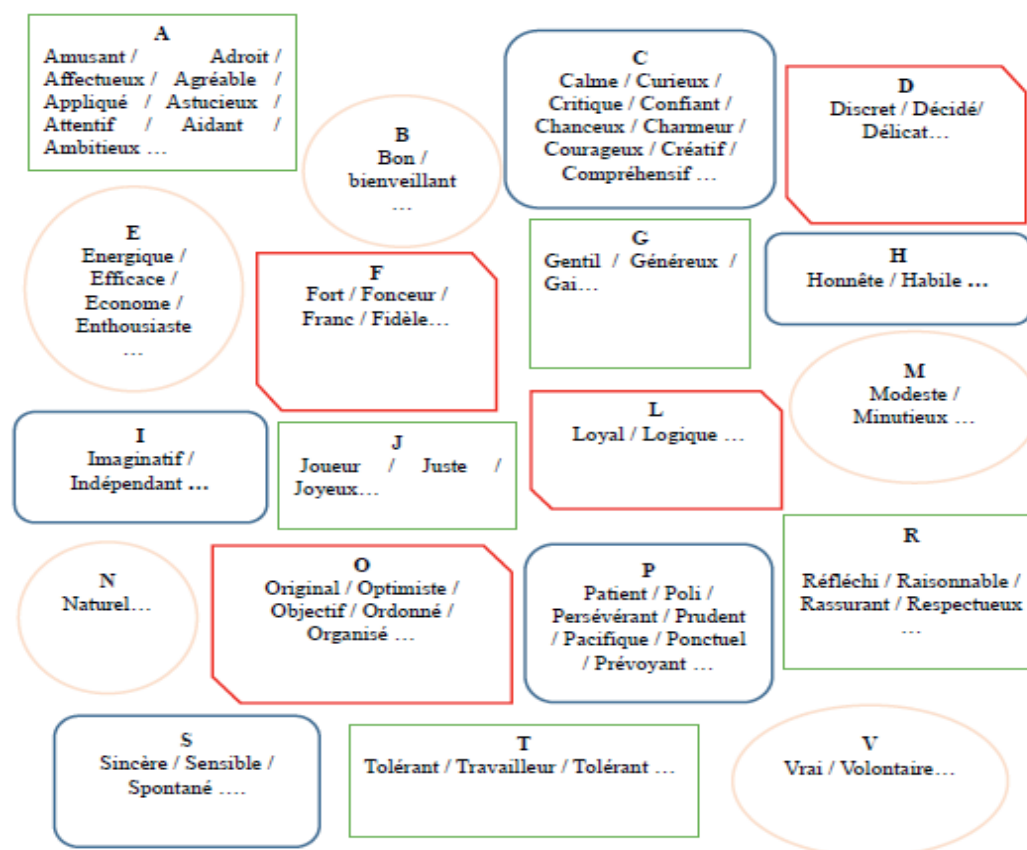 A
Amusant / Adroit /
Affectueux / Agréable /
Appliqué / Astucieux /
Attentif / Aidant /
Ambitieux …
B
Bon /
bienveillant
…
C
Calme / Curieux /
Critique / Confiant /
Chanceux / Charmeur /
Courageux / Créatif /
Compréhensif …
D
Discret / Décidé/
Délicat…
E
Energique /
Efficace /
Econome /
Enthousiaste
…
F
Fort / Fonceur /
Franc / Fidèle…
G
Gentil / Généreux /
Gai…
H
Honnête / Habile …
I
Imaginatif /
Indépendant …
J
Joueur / Juste /
Joyeux…
L
Loyal / Logique …
M
Modeste /
Minutieux …
N
Naturel…
O
Original / Optimiste /
Objectif / Ordonné /
Organisé …
P
Patient / Poli /
Persévérant / Prudent
/ Pacifique / Ponctuel
/ Prévoyant …
R
Réfléchi / Raisonnable /
Rassurant / Respectueux
…
S
Sincère / Sensible /
Spontané ….
T
Tolérant / Travailleur / Tolérant …
V
Vrai / Volontaire…